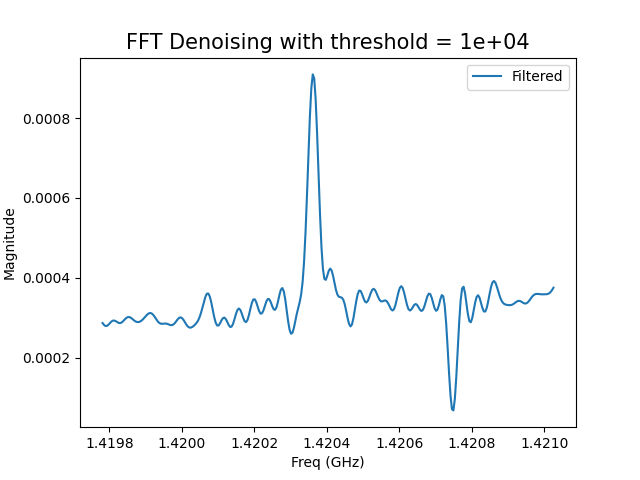 FFT Denoising with threshold = 1e+04
Filtered
0.0008
0.0006
0.0004
0.0002
Magnitude
1.4198 1.4200 1.4202 1.4204 1.4206 1.4208 1.4210
Freq (GHz)